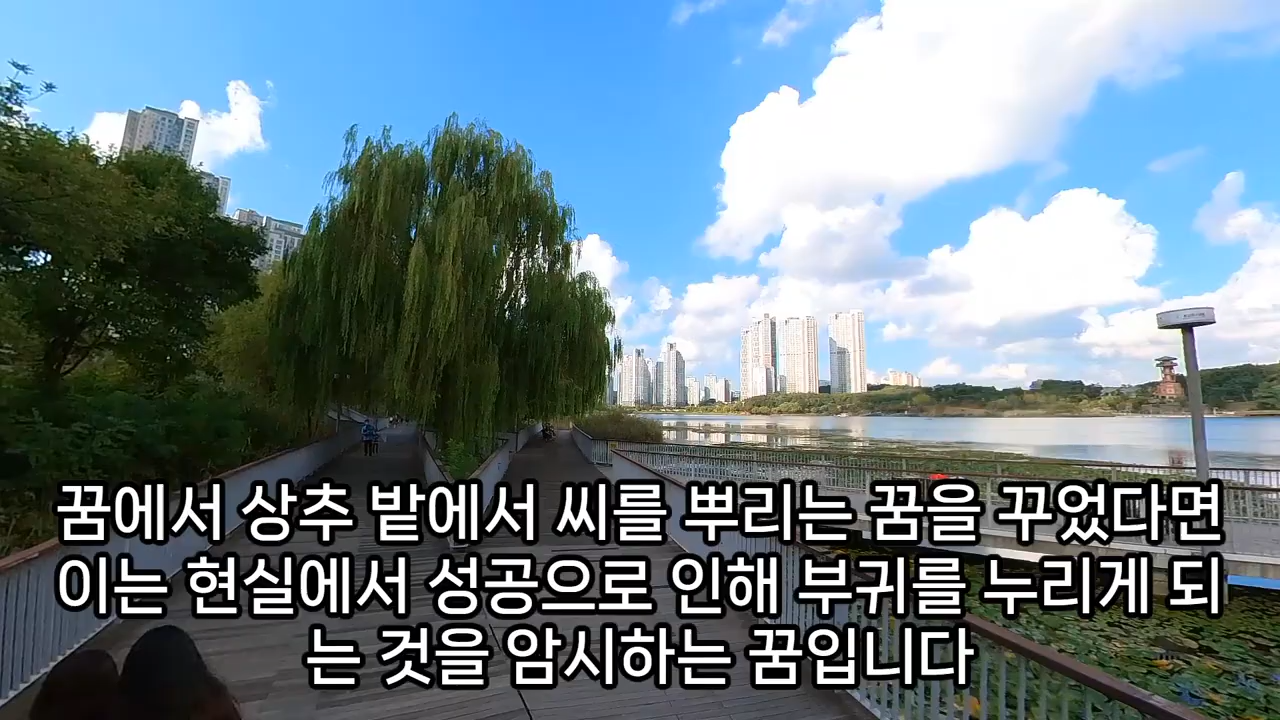 꿈에서 상추 밭에서 씨를 뿌리는 꿈을 꾸었다면
이는 현실에서 성공으로 인해 부귀를 누리게 되
는 것을 암시하는 꿈입니다